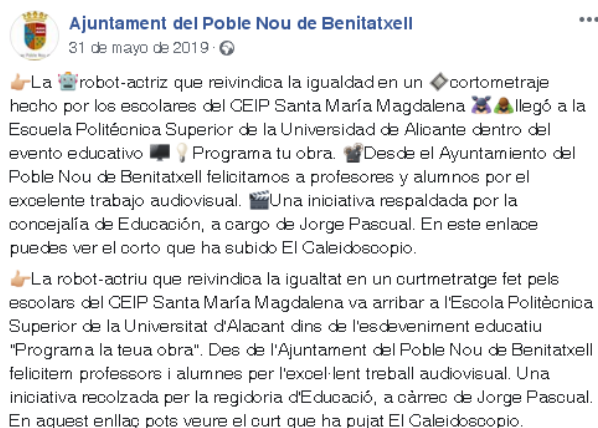 Ajuntament del Poble Nou de Benitatxell
31 de mayo de 2019 ·
👉La 🤖robot-actriz que reivindica la igualdad en un cortometraje
hecho por los escolares del CEIP Santa María Magdalena llegó a la
Escuela Politécnica Superior de la Universidad de Alicante dentro del
evento educativo 🖥💡Programa tu obra. 📽Desde el Ayuntamiento del
Poble Nou de Benitatxell felicitamos a profesores y alumnos por el
excelente trabajo audiovisual. 🎬Una iniciativa respaldada por la
concejalía de Educación, a cargo de Jorge Pascual. En este enlace
puedes ver el corto que ha subido El Caleidoscopio.
👉La robot-actriu que reivindica la igualtat en un curtmetratge fet pels
escolars del CEIP Santa María Magdalena va arribar a l'Escola Politècnica
Superior de la Universitat d'Alacant dins de l'esdeveniment educatiu
"Programa la teua obra". Des de l'Ajuntament del Poble Nou de Benitatxell
felicitem professors i alumnes per l'excel·lent treball audiovisual. Una
iniciativa recolzada per la regidoria d'Educació, a càrrec de Jorge Pascual.
En aquest enllaç pots veure el curt que ha pujat El Caleidoscopio.